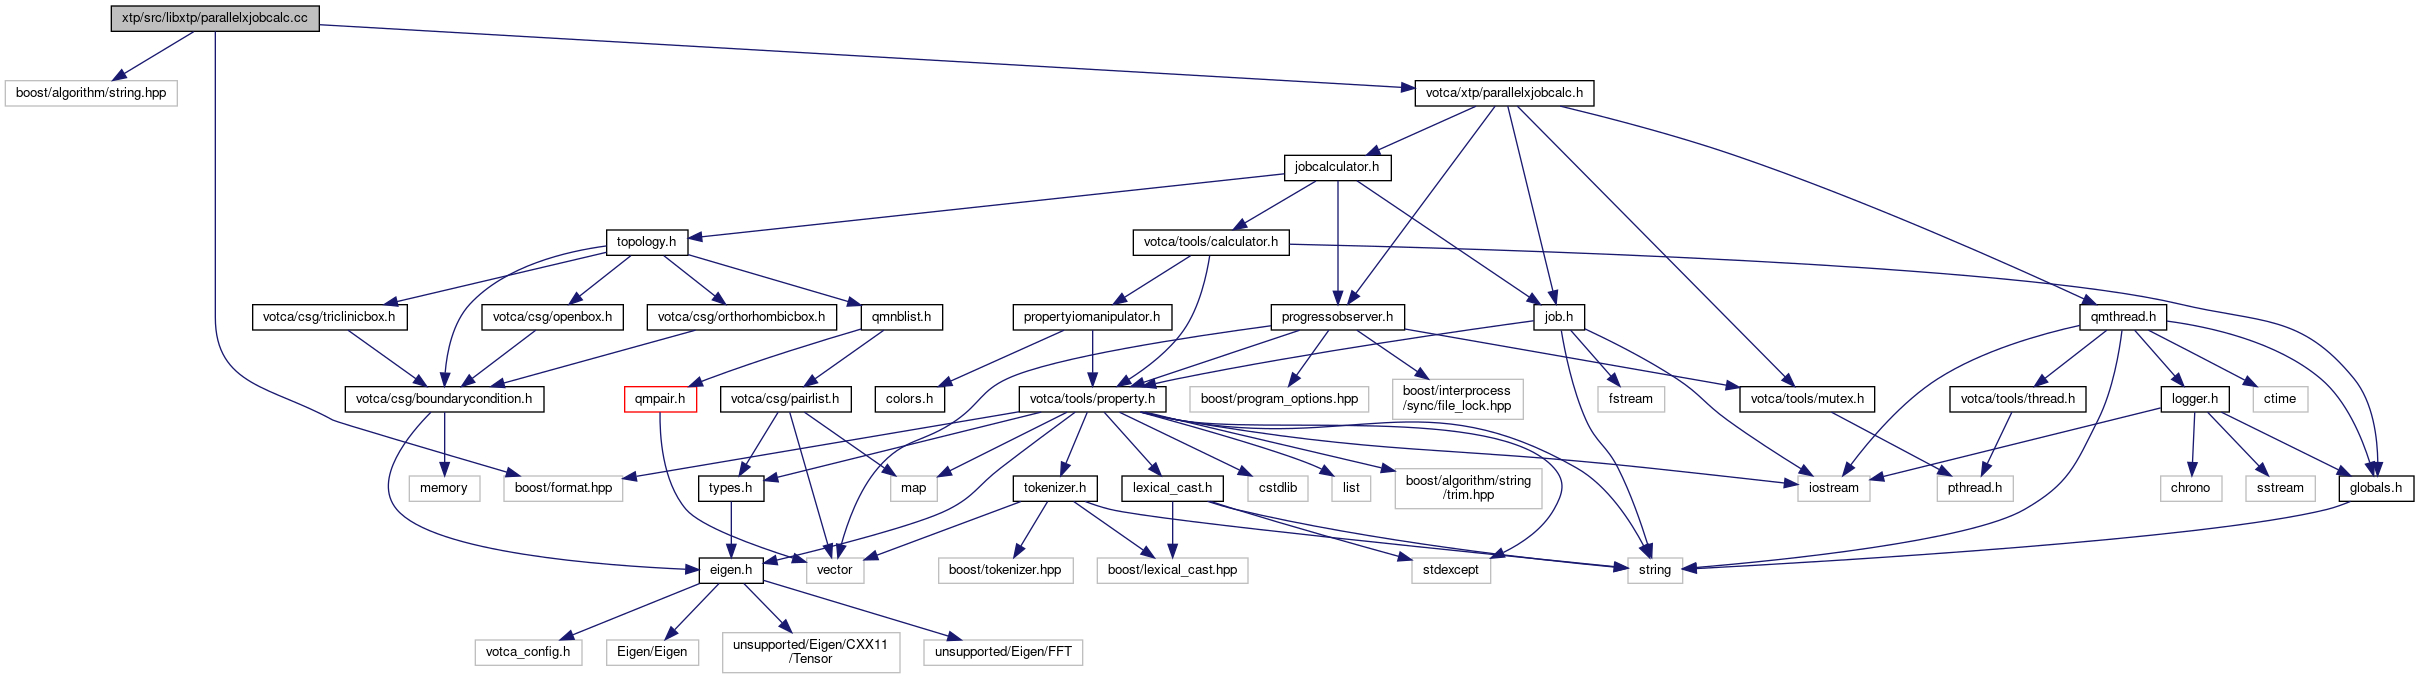 xtp/src/libxtp/parallelxjobcalc.cc
boost/algorithm/string.hpp
votca/xtp/parallelxjobcalc.h
jobcalculator.h
topology.h
votca/tools/calculator.h
votca/csg/triclinicbox.h
votca/csg/openbox.h
votca/csg/orthorhombicbox.h
qmnblist.h
propertyiomanipulator.h
progressobserver.h
job.h
qmthread.h
votca/csg/boundarycondition.h
qmpair.h
votca/csg/pairlist.h
colors.h
votca/tools/property.h
boost/program_options.hpp
boost/interprocess
/sync/file_lock.hpp
fstream
votca/tools/mutex.h
votca/tools/thread.h
logger.h
ctime
memory
boost/format.hpp
types.h
map
tokenizer.h
lexical_cast.h
cstdlib
list
boost/algorithm/string
/trim.hpp
iostream
pthread.h
chrono
sstream
globals.h
eigen.h
vector
boost/tokenizer.hpp
boost/lexical_cast.hpp
stdexcept
string
votca_config.h
Eigen/Eigen
unsupported/Eigen/CXX11
/Tensor
unsupported/Eigen/FFT